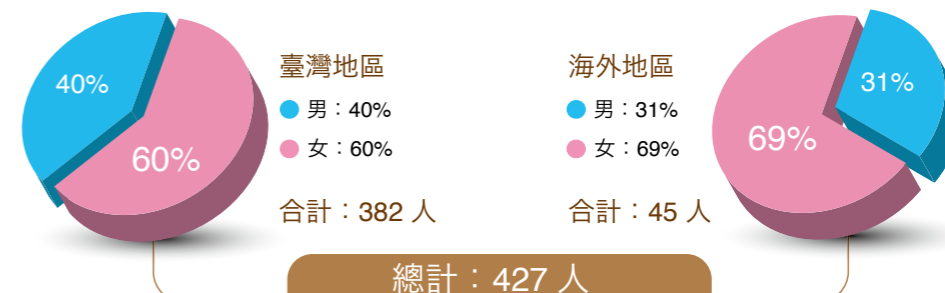 40%
60%
臺灣地區
男：40%
女：60%
合計：382 人
海外地區
男：31%
女：69%
合計：45 人
69%
31%
總計：427 人